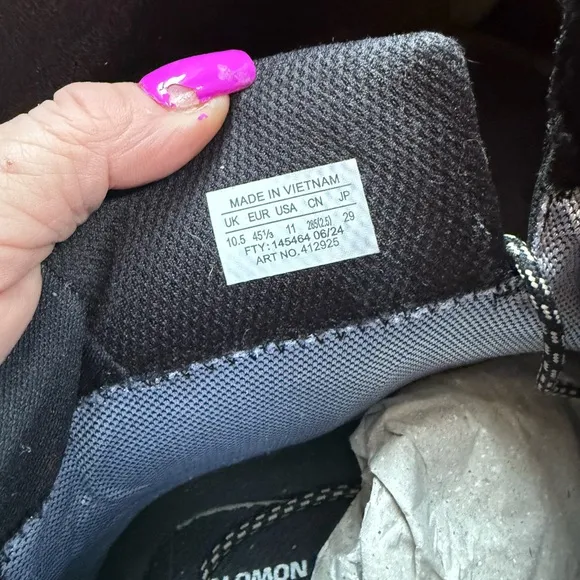 MADE IN VIETNAM
UK EUR USA CN JP
10.5 45⅓ 11 285(2.5) 29
FTY:145464 06/24
ART NO.412925
LOMON